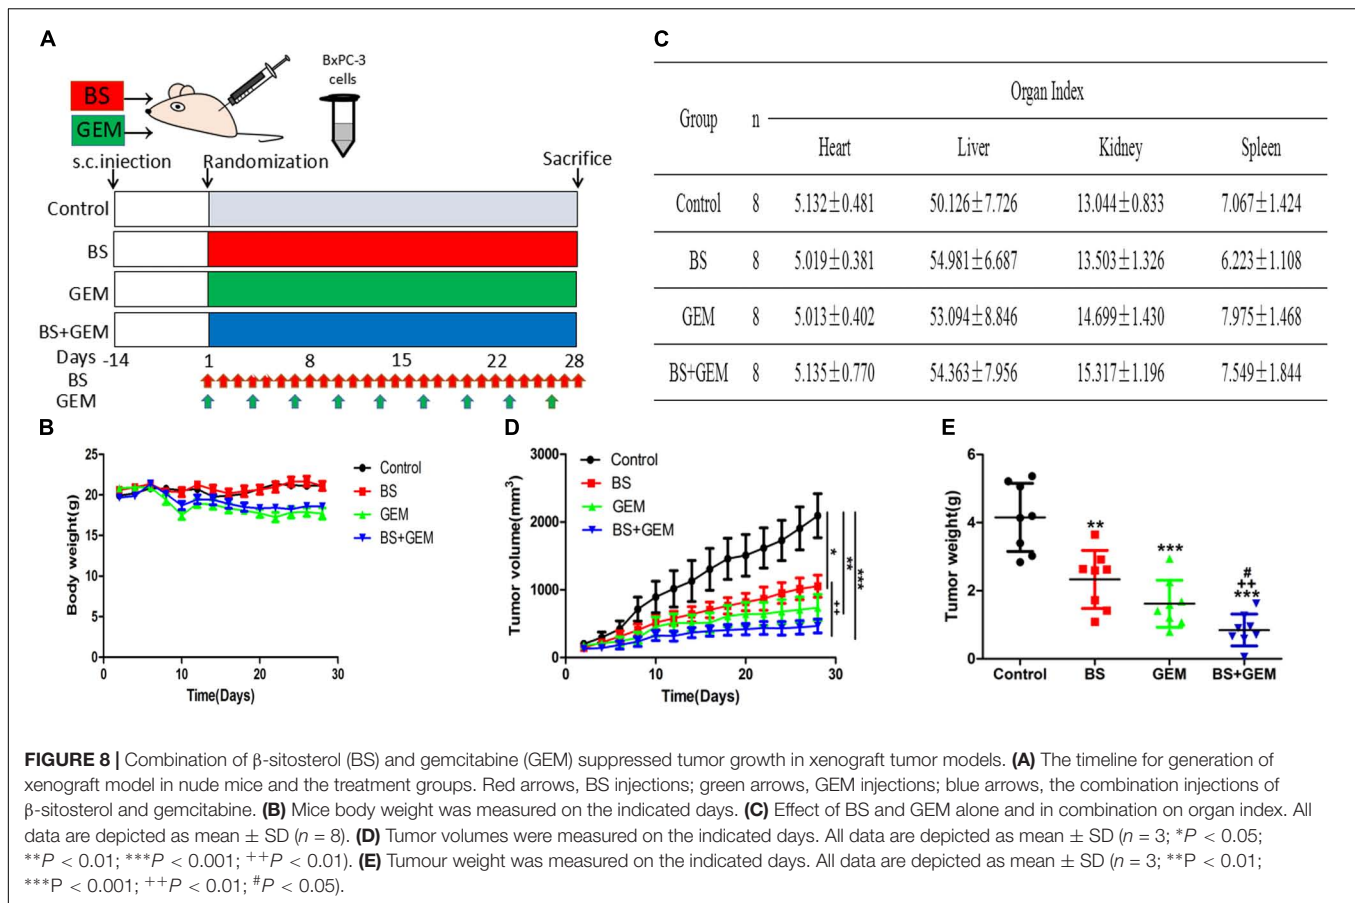 A
BxPC-3
cells
BS
GEM
s.c.injection Randomization Sacrifice
Control
BS
GEM
BS+GEM
Days -14 1 8 15 22 28
BS
GEM
C
Group n Organ Index
Heart Liver Kidney Spleen
Control 8 5.132±0.481 50.126±7.726 13.044±0.833 7.067±1.424
BS 8 5.019±0.381 54.981±6.687 13.503±1.326 6.223±1.108
GEM 8 5.013±0.402 53.094±8.846 14.699±1.430 7.975±1.468
BS+GEM 8 5.135±0.770 54.363±7.956 15.317±1.196 7.549±1.844
B
Body weight(g)
25
20
15
10
5
0
0 10 20 30
Time(Days)
Control
BS
GEM
BS+GEM
D
Tumor volume(mm³)
3000
2000
1000
0
0 10 20 30
Time(Days)
Control
BS
GEM
BS+GEM
*
++
**
***
E
Tumor weight(g)
6
4
2
0
**
***
#
++
***
Control BS GEM BS+GEM
FIGURE 8 | Combination of β-sitosterol (BS) and gemcitabine (GEM) suppressed tumor growth in xenograft tumor models. (A) The timeline for generation of
xenograft model in nude mice and the treatment groups. Red arrows, BS injections; green arrows, GEM injections; blue arrows, the combination injections of
β-sitosterol and gemcitabine. (B) Mice body weight was measured on the indicated days. (C) Effect of BS and GEM alone and in combination on organ index. All
data are depicted as mean ± SD (n = 8). (D) Tumor volumes were measured on the indicated days. All data are depicted as mean ± SD (n = 3; *P < 0.05;
**P < 0.01; ***P < 0.001; ++P < 0.01). (E) Tumour weight was measured on the indicated days. All data are depicted as mean ± SD (n = 3; **P < 0.01;
***P < 0.001; ++P < 0.01; #P < 0.05).